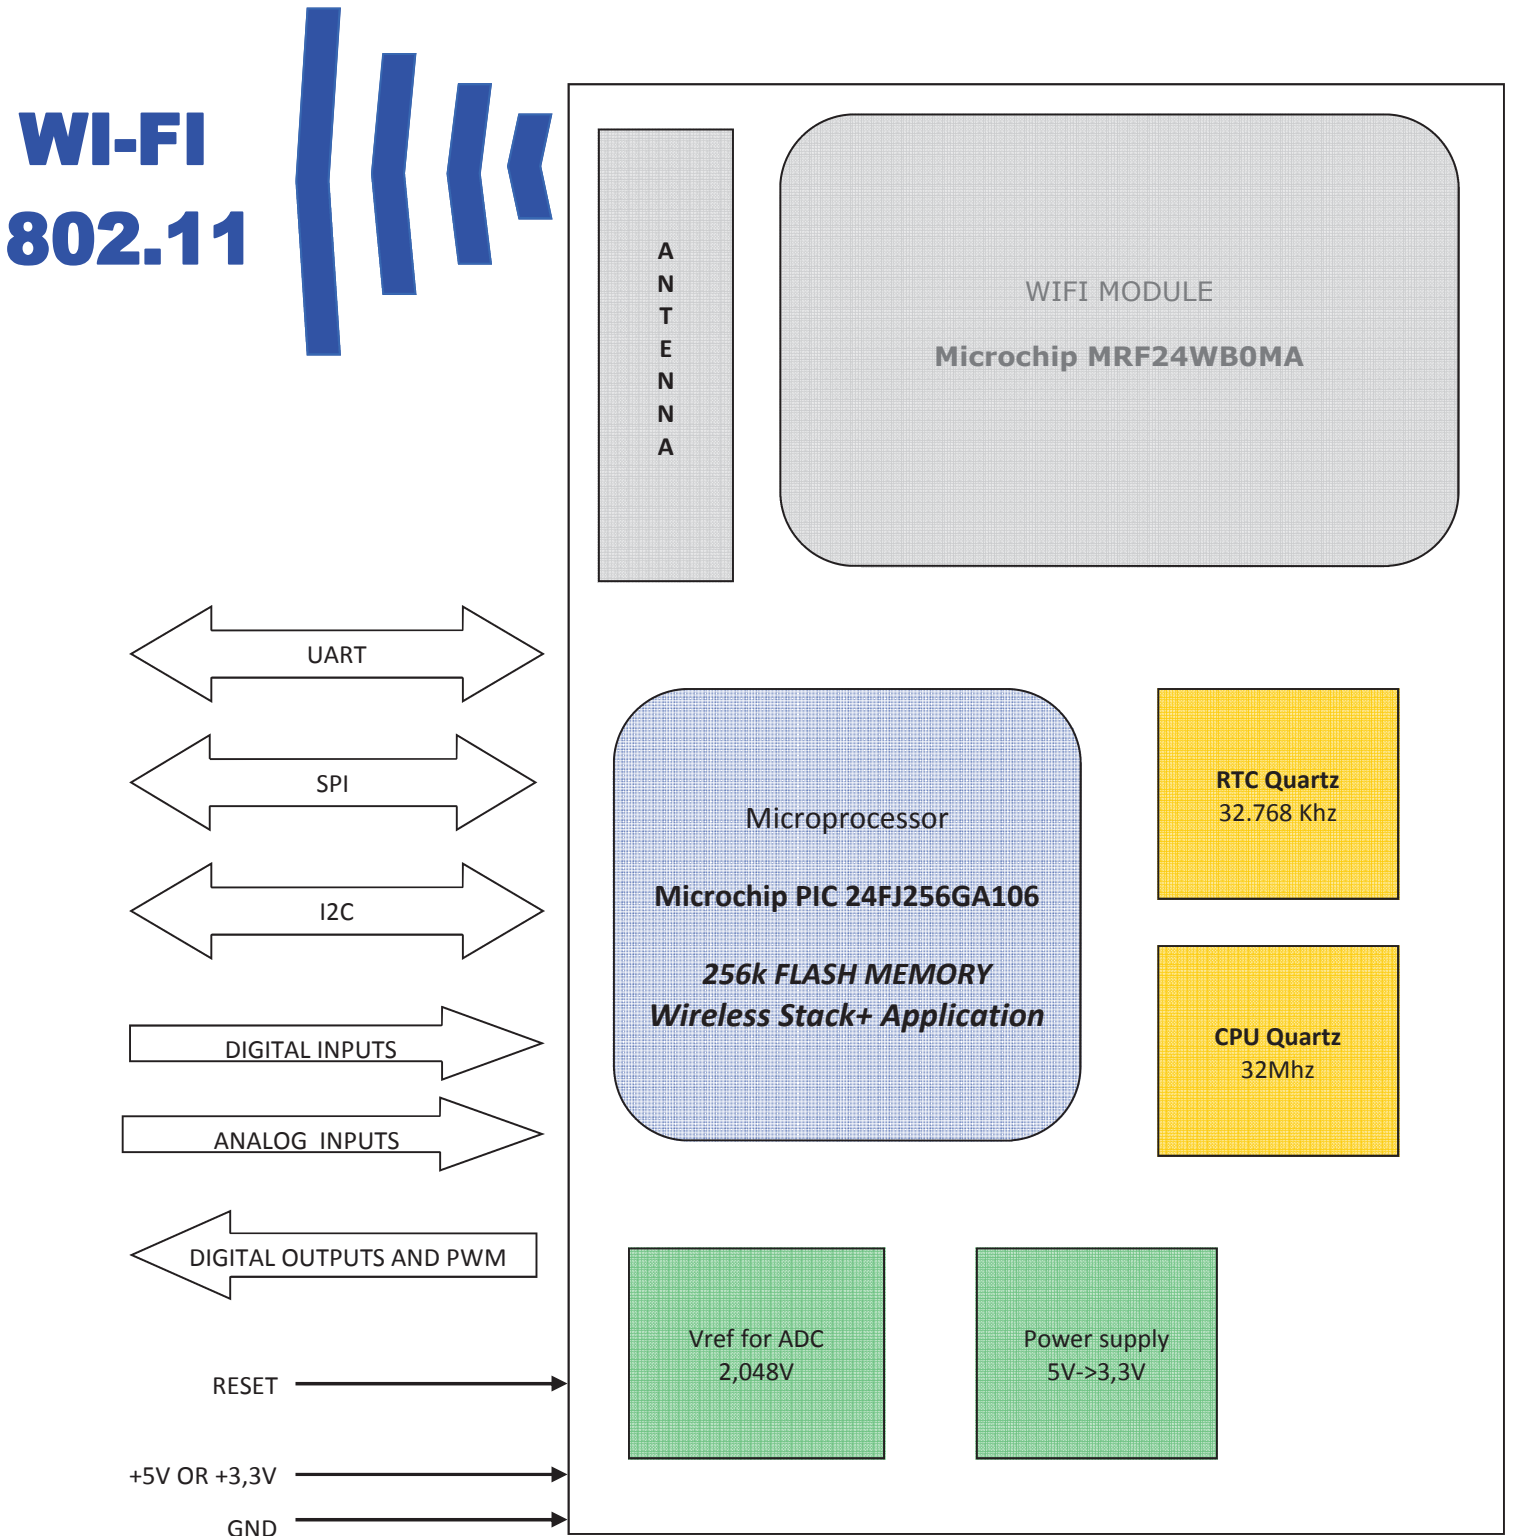 WI-FI
802.11
A
N
T
E
N
N
A
WIFI MODULE
Microchip MRF24WB0MA
UART
SPI
I2C
DIGITAL INPUTS
ANALOG  INPUTS
DIGITAL OUTPUTS AND PWM
RESET
+5V OR +3,3V
GND
Microprocessor
Microchip PIC 24FJ256GA106
256k FLASH MEMORY
Wireless Stack+ Application
RTC Quartz
32.768 Khz
CPU Quartz
32Mhz
Vref for ADC
2,048V
Power supply
5V->3,3V